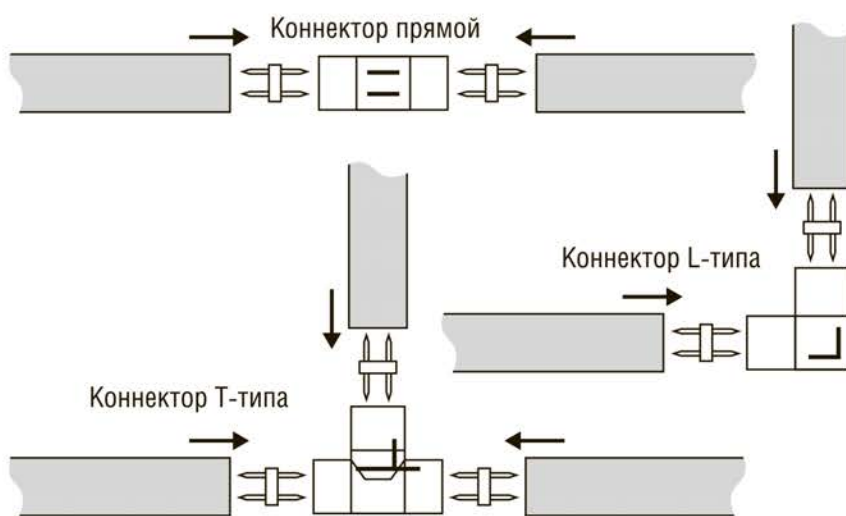 Коннектор прямой
Коннектор L-типа
Коннектор Т-типа